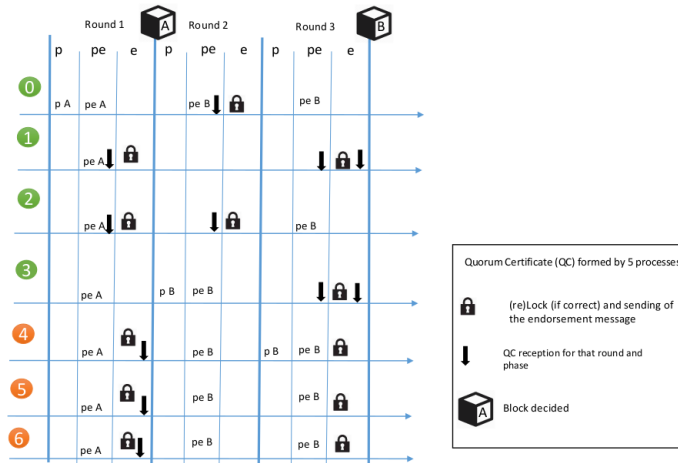 Round 1 A Round 2 Round 3 B
p pe e p pe e p pe e
0 p A pe A pe B pe B
1 pe A
2 pe A pe B
3 pe A p B pe B
4 pe A pe B p B pe B
5 pe A pe B pe B
6 pe A pe B pe B
Quorum Certificate (QC) formed by 5 processes
(re)Lock (if correct) and sending of
the endorsement message
QC reception for that round and
phase
A Block decided